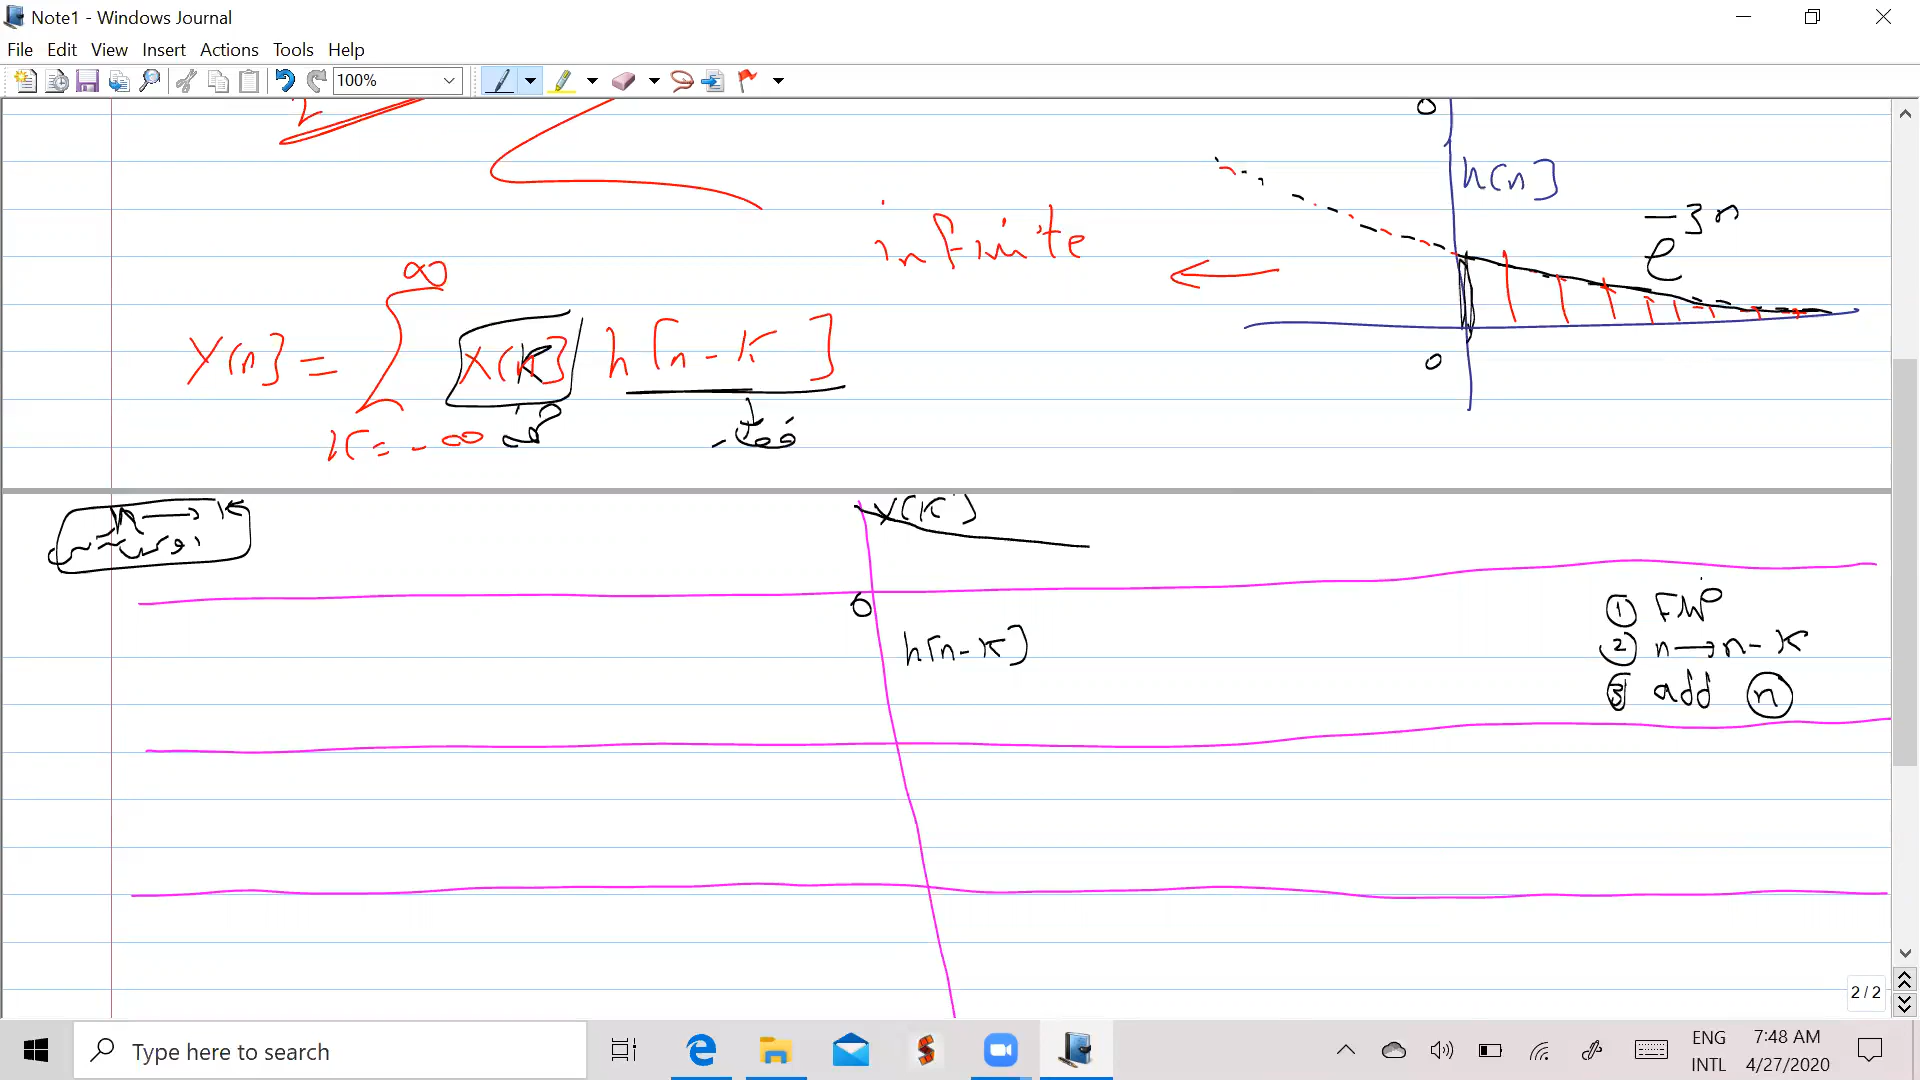 Note1 - Windows Journal
File Edit View Insert Actions Tools Help
100%
0
h[n]
e^{-3n}
infinite
0
Y[n] = ∑_{K=-∞}^{∞} X[K] h[n-K]
n → K
X[K]
0
h[n-K]
① Flip
② n → n-K
③ add n
2 / 2
Type here to search
ENG
INTL
7:48 AM
4/27/2020